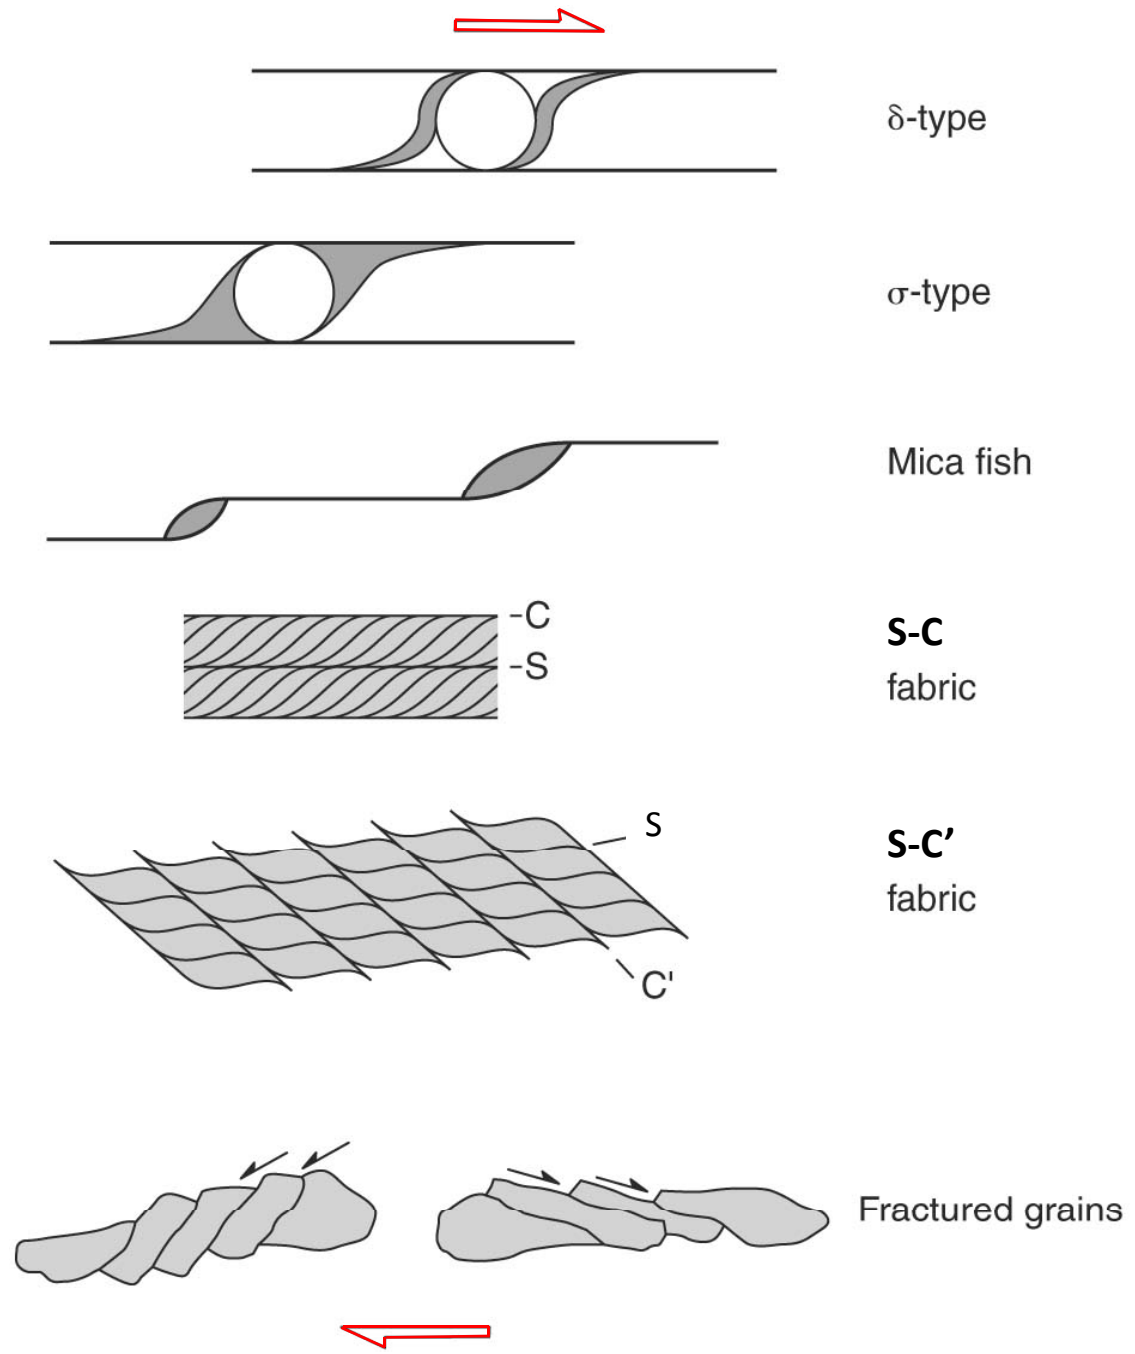 δ-type
σ-type
Mica fish
-C
-S
S-C
fabric
S
S-C’
fabric
C'
Fractured grains